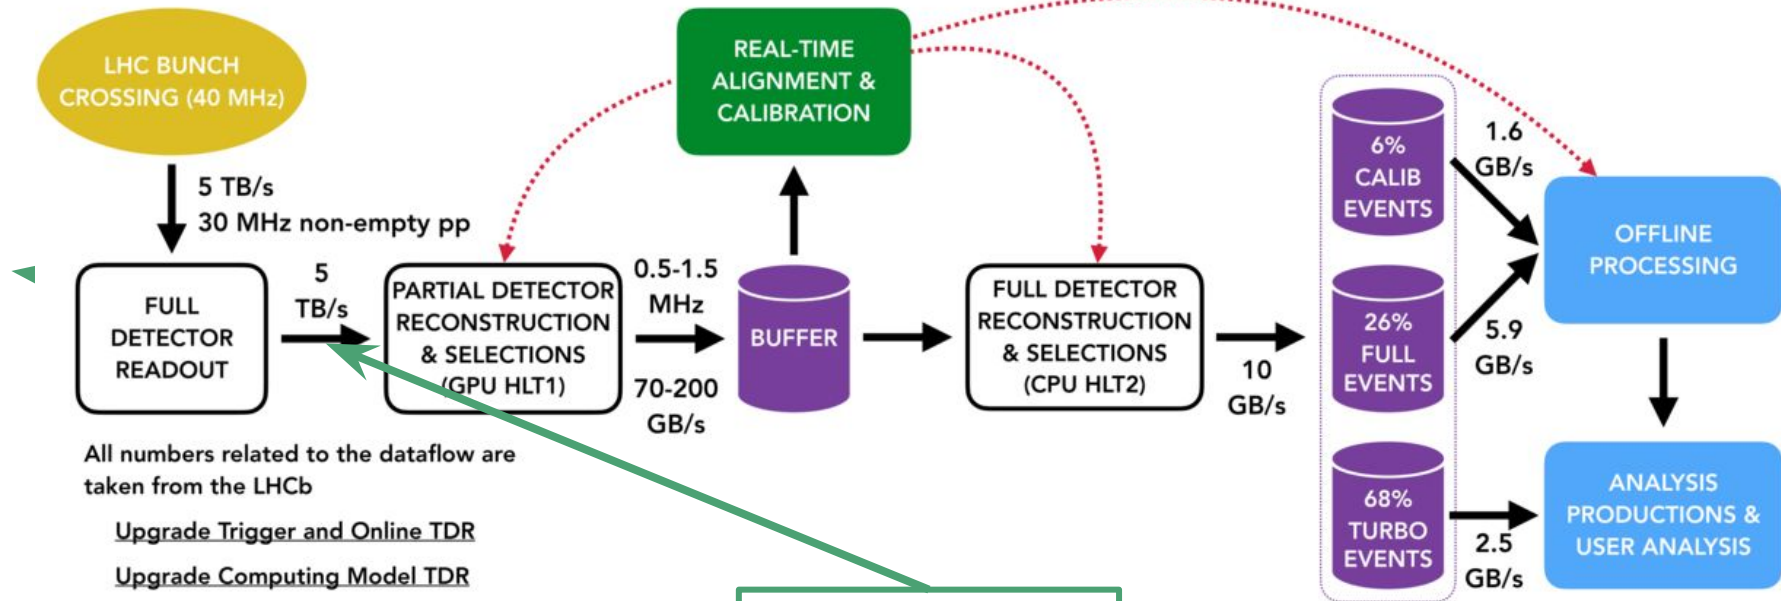 LHC BUNCH
CROSSING (40 MHz)
5 TB/s
30 MHz non-empty pp
FULL
DETECTOR
READOUT
5
TB/s
PARTIAL DETECTOR
RECONSTRUCTION
& SELECTIONS
(GPU HLT1)
0.5-1.5
MHz
70-200
GB/s
BUFFER
REAL-TIME
ALIGNMENT &
CALIBRATION
FULL DETECTOR
RECONSTRUCTION
& SELECTIONS
(CPU HLT2)
10
GB/s
6%
CALIB
EVENTS
26%
FULL
EVENTS
68%
TURBO
EVENTS
1.6
GB/s
5.9
GB/s
2.5
GB/s
OFFLINE
PROCESSING
ANALYSIS
PRODUCTIONS &
USER ANALYSIS
All numbers related to the dataflow are
taken from the LHCb
Upgrade Trigger and Online TDR
Upgrade Computing Model TDR